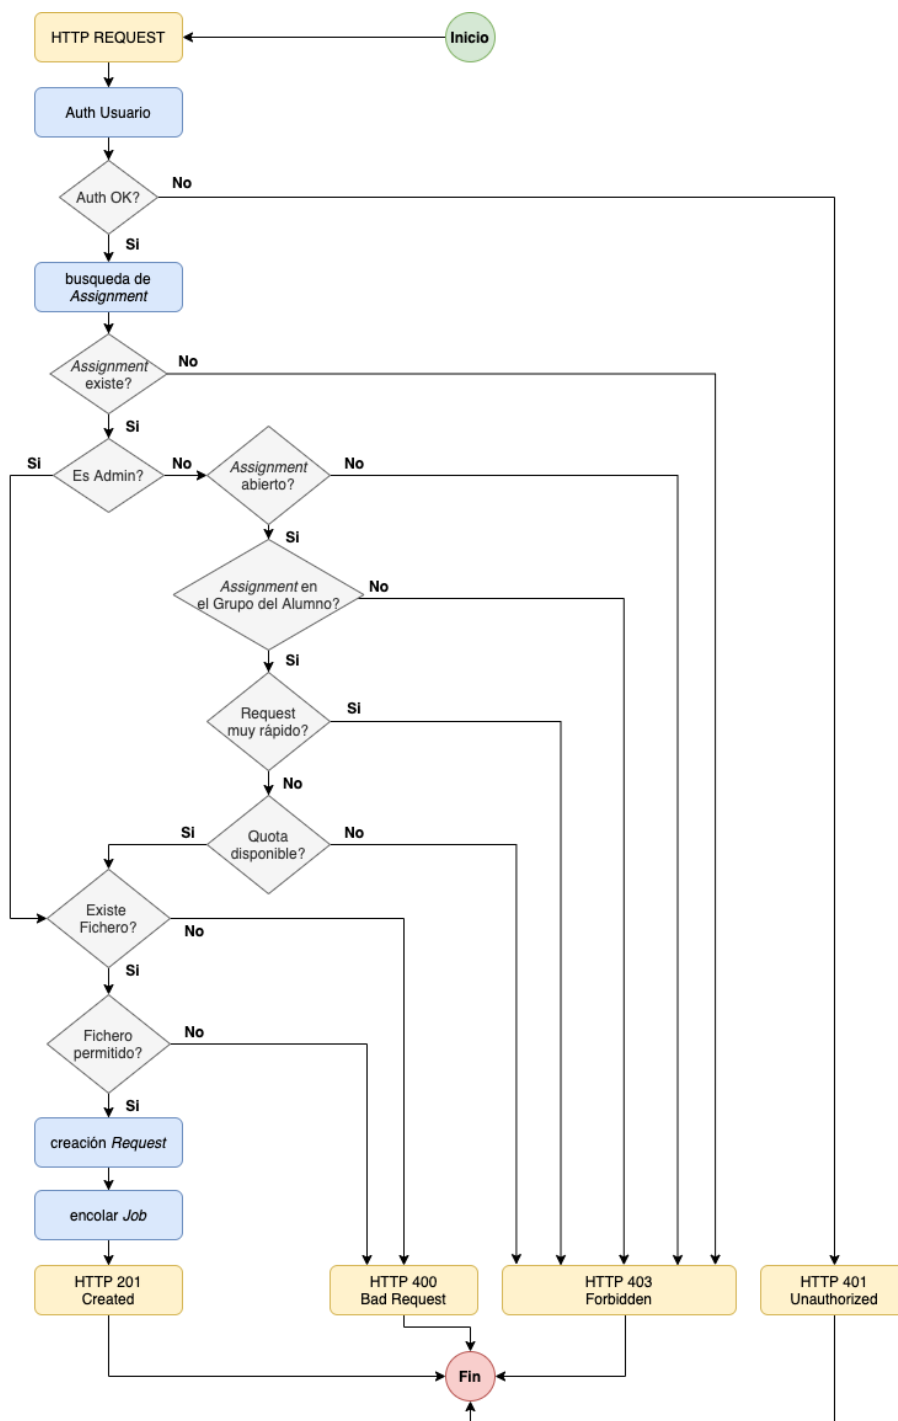 HTTP REQUEST
Inicio
Auth Usuario
Auth OK?
No
Si
busqueda de
Assignment
Assignment
existe?
No
Si
Si
Es Admin?
No
Assignment
abierto?
No
Si
Assignment en
el Grupo del Alumno?
No
Si
Request
muy rápido?
Si
No
Si
Quota
disponible?
No
Existe
Fichero?
No
Si
Fichero
permitido?
No
Si
creación Request
encolar Job
HTTP 201
Created
HTTP 400
Bad Request
HTTP 403
Forbidden
HTTP 401
Unauthorized
Fin